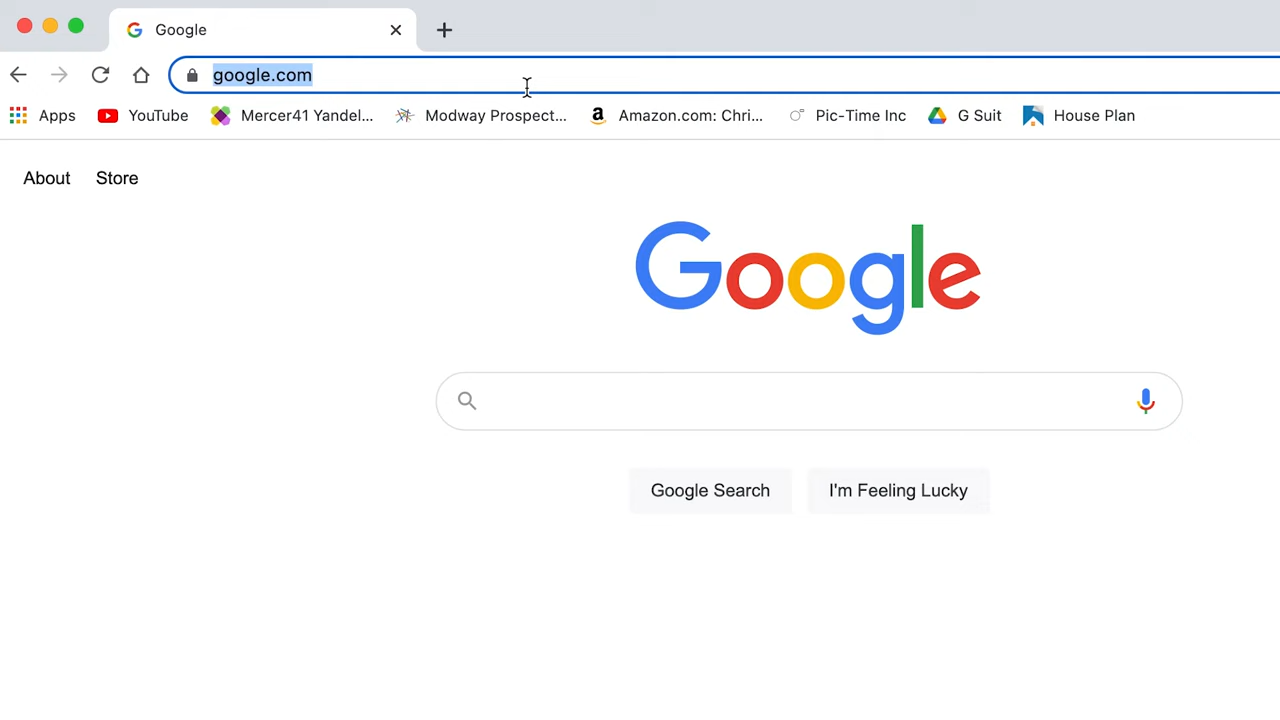 Google
google.com
Apps YouTube Mercer41 Yandel... Modway Prospect... Amazon.com: Chri... Pic-Time Inc G Suit House Plan
About Store
Google
Google Search I'm Feeling Lucky